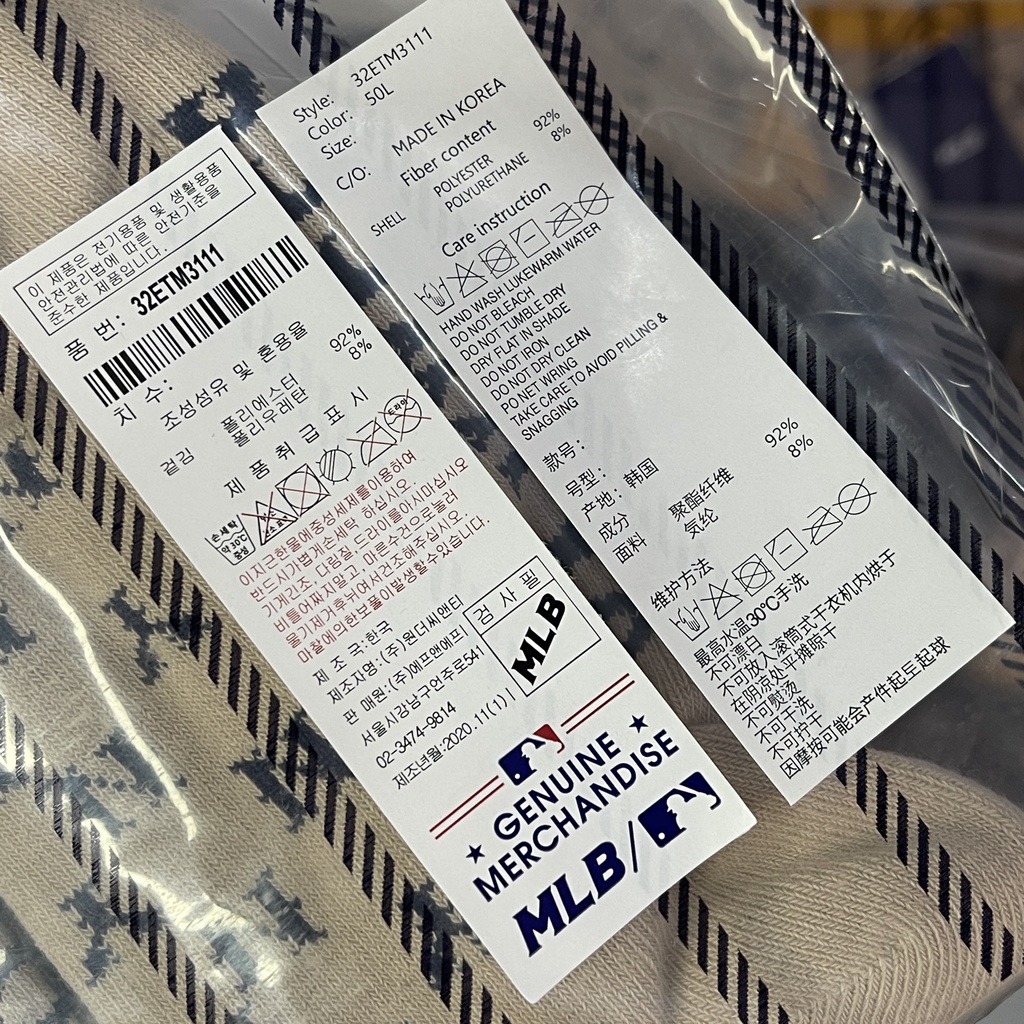 이 제품은 전기용품 및 생활용품
안전관리법에 따른 안전기준을
준수한 제품입니다.
품 번: 32ETM3111
치 수:
조성섬유 및 혼용율
겉감 폴리에스터 92%
폴리우레탄 8%
제 품 취 급 표 시
손세탁
약30℃
중성
드라이
이지근한물에중성세제를이용하여
반드시가볍게손세탁 하십시오.
기계건조, 다림질, 드라이를하지마십시오
비틀어짜지말고 마른수건으로눌러
물기제거후뉘어서건조해주십시오.
마찰에의한보풀이발생할수있습니다.
제 조 국:한국
제조자명:(주)원더씨앤티
판 매원:(주)에프앤에프
서울시강남구언주로541
02-3474-9814
제조년월:2020.11(1)
검 사 필
MLB
GENUINE
MERCHANDISE
MLB/
Style: 32ETM3111
Color: 50L
Size:
C/O: MADE IN KOREA
Fiber content
SHELL POLYESTER 92%
POLYURETHANE 8%
Care instruction
HAND WASH LUKEWARM WATER
DO NOT BLEACH
DO NOT TUMBLE DRY
DRY FLAT IN SHADE
DO NOT IRON
DO NOT DRY CLEAN
PO NET WRING
TAKE CARE TO AVOID PILLING &
SNAGGING
款号:
号型:
产地: 韩国
成分
面料 聚酯纤维 92%
氨纶 8%
维护方法
最高水温30℃手洗
不可漂白
不可放入滚筒式干衣机内烘干
在阴凉处平摊晾干
不可熨烫
不可干洗
不可拧干
因摩按可能会产件起亖起球